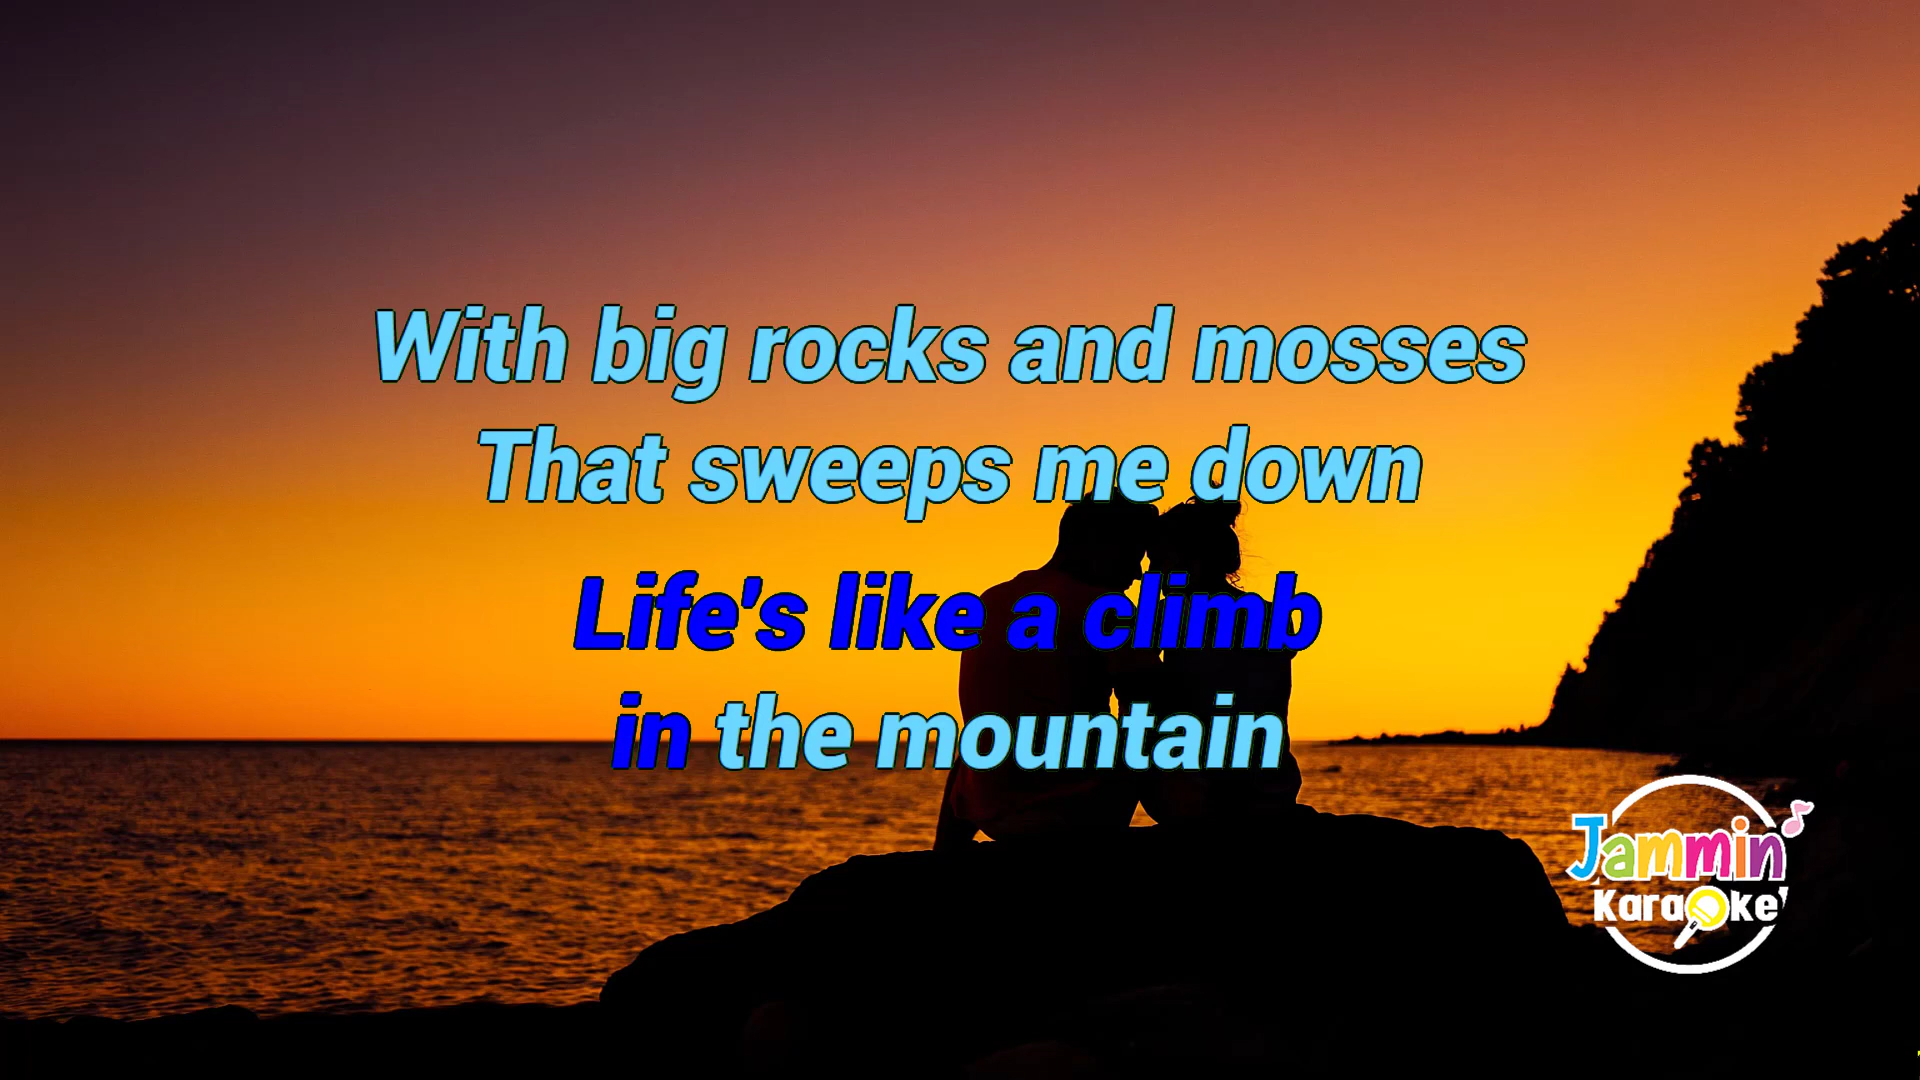 With big rocks and mosses
That sweeps me down
Life's like a climb
in the mountain
Jammin
Karaoke